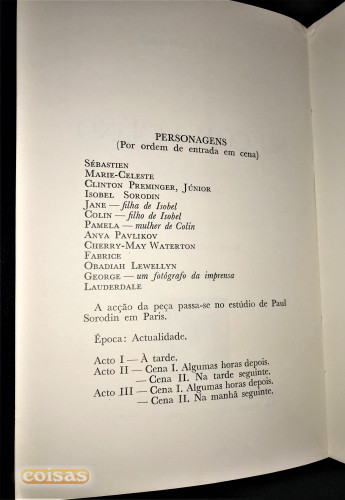 PERSONAGENS
(Por ordem de entrada em cena)
SÉBASTIEN
MARIE-CELESTE
CLINTON PREMINGER, JÚNIOR
ISOBEL SORODIN
JANE — filha de Isobel
COLIN — filho de Isobel
PAMELA — mulher de Colin
ANYA PAVLIKOV
CHERRY-MAY WATERTON
FABRICE
OBADIAH LEWELLYN
GEORGE — um fotógrafo da imprensa
LAUDERDALE
A acção da peça passa-se no estúdio de Paul
Sorodin em Paris.
Época: Actualidade.
Acto I — À tarde.
Acto II — Cena I. Algumas horas depois.
— Cena II. Na tarde seguinte.
Acto III — Cena I. Algumas horas depois.
— Cena II. Na manhã seguinte.
coisas